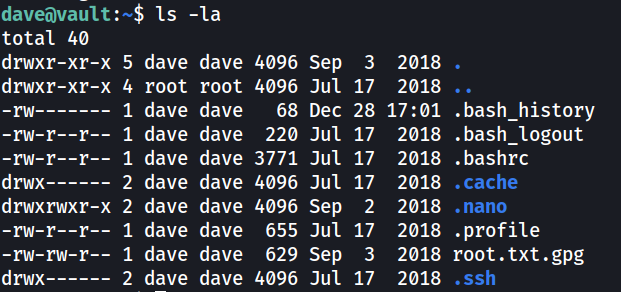 dave@vault:~$ ls -la
total 40
drwxr-xr-x 5 dave dave 4096 Sep  3  2018 .
drwxr-xr-x 4 root root 4096 Jul 17  2018 ..
-rw------- 1 dave dave   68 Dec 28 17:01 .bash_history
-rw-r--r-- 1 dave dave  220 Jul 17  2018 .bash_logout
-rw-r--r-- 1 dave dave 3771 Jul 17  2018 .bashrc
drwx------ 2 dave dave 4096 Jul 17  2018 .cache
drwxrwxr-x 2 dave dave 4096 Sep  2  2018 .nano
-rw-r--r-- 1 dave dave  655 Jul 17  2018 .profile
-rw-rw-r-- 1 dave dave  629 Sep  3  2018 root.txt.gpg
drwx------ 2 dave dave 4096 Jul 17  2018 .ssh